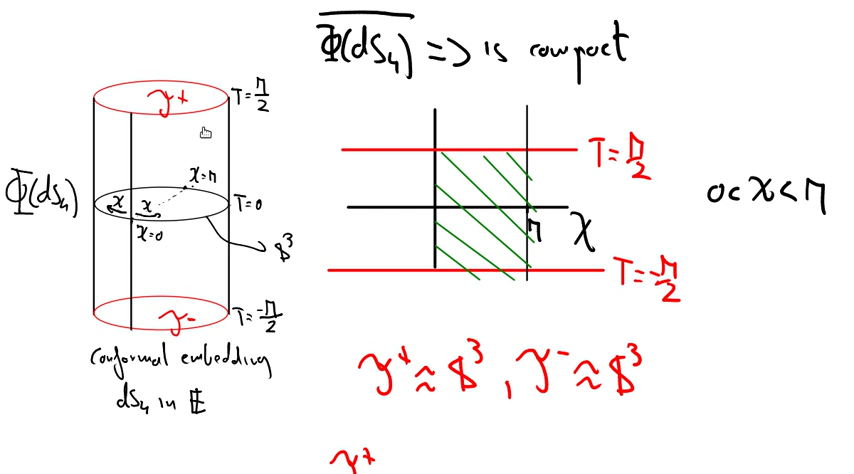 Φ(dS₄) => is compact
𝒥⁺
T=π/2
χ=π
Φ(dS₄)
χ
χ
T=0
χ=0
S³
𝒥⁻
T=-π/2
conformal embedding
dS₄ in E
T=π/2
π
χ
T=-π/2
0<χ<π
𝒥⁺≈S³, 𝒥⁻≈S³
𝒥⁺